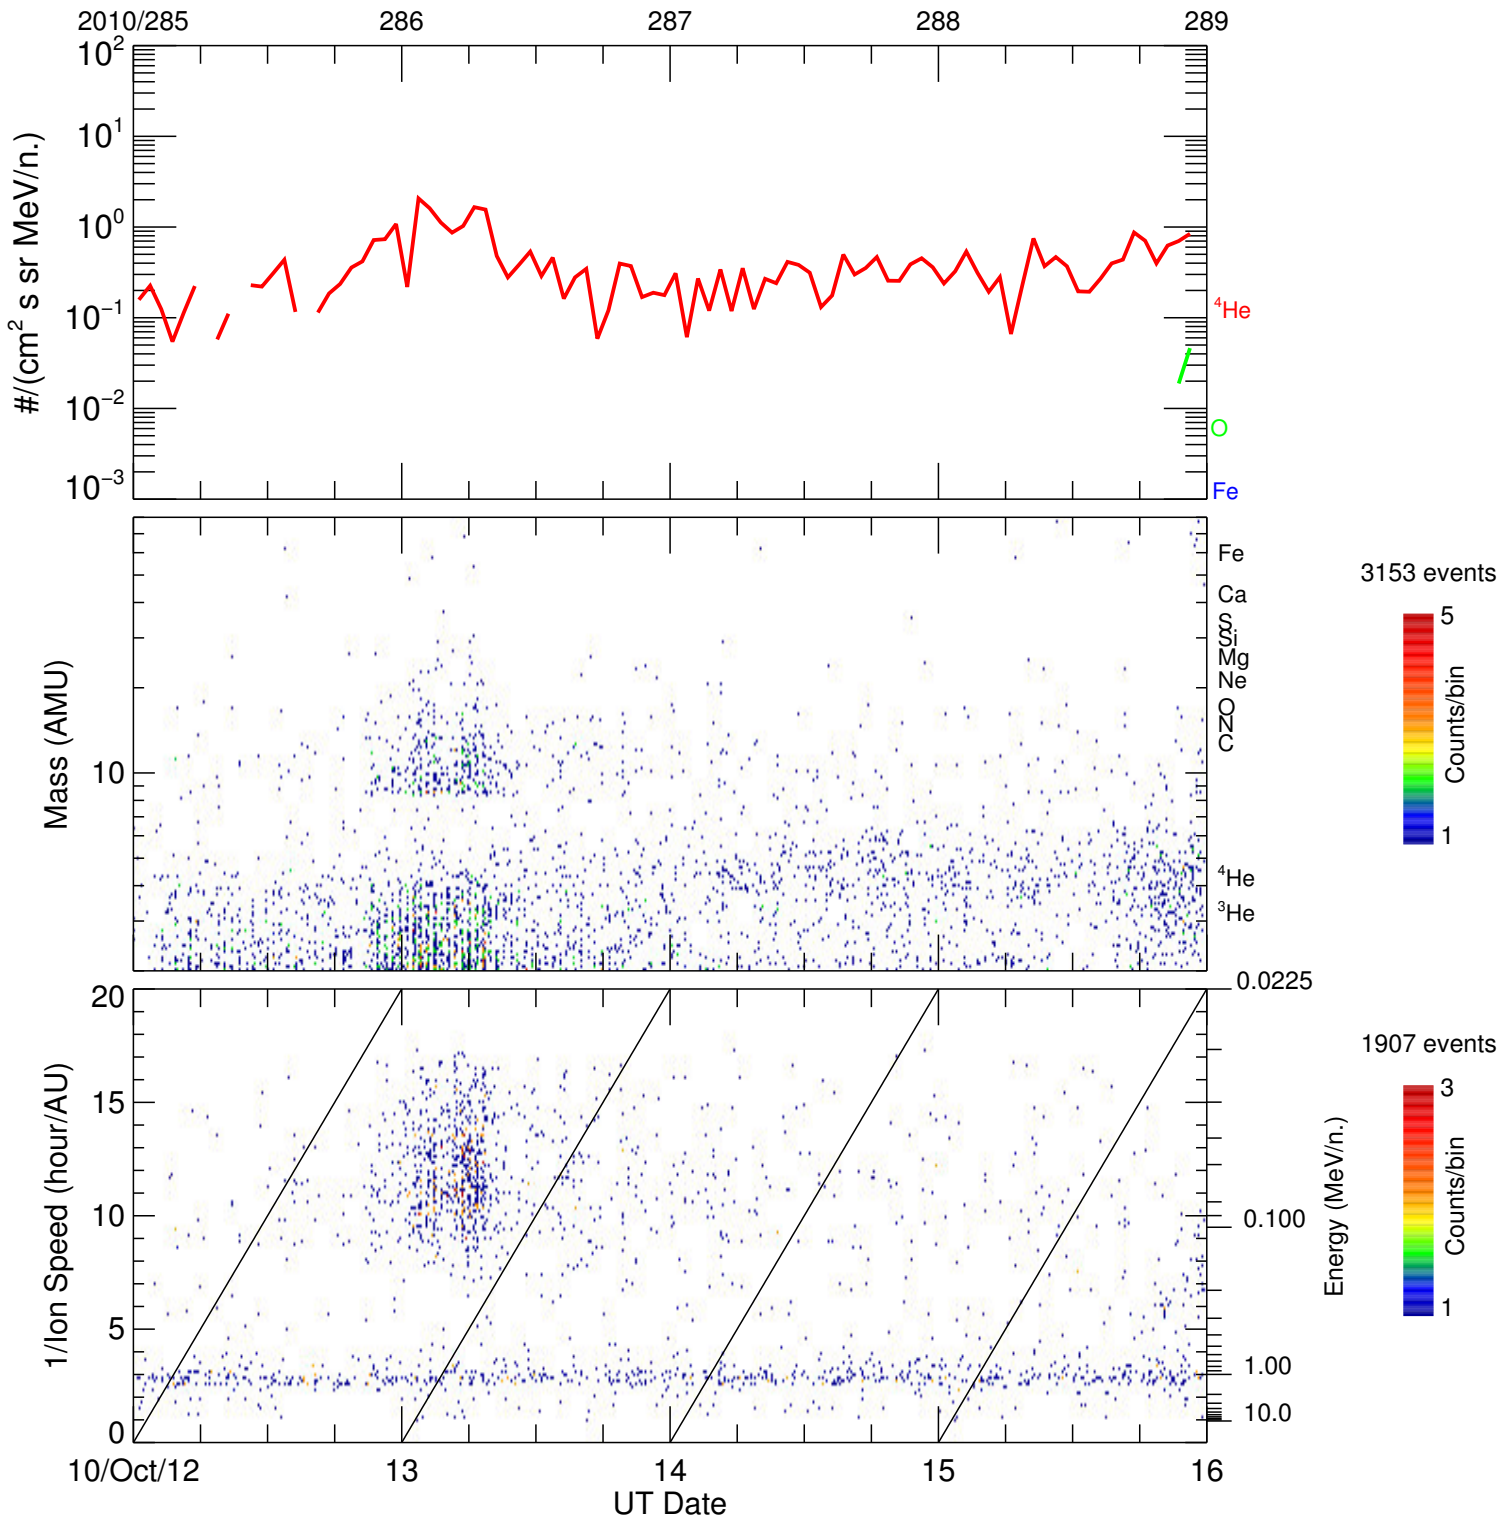 2010/285 286 287 288 289
#/(cm² s sr MeV/n.)
10²
10¹
10⁰
10⁻¹
10⁻²
10⁻³
⁴He
O
Fe
Mass (AMU)
10
Fe
Ca
S
Si
Mg
Ne
O
N
C
⁴He
³He
3153 events
5
Counts/bin
1
1/Ion Speed (hour/AU)
20
15
10
5
0
0.0225
0.100
1.00
10.0
Energy (MeV/n.)
1907 events
3
Counts/bin
1
10/Oct/12 13 14 15 16
UT Date